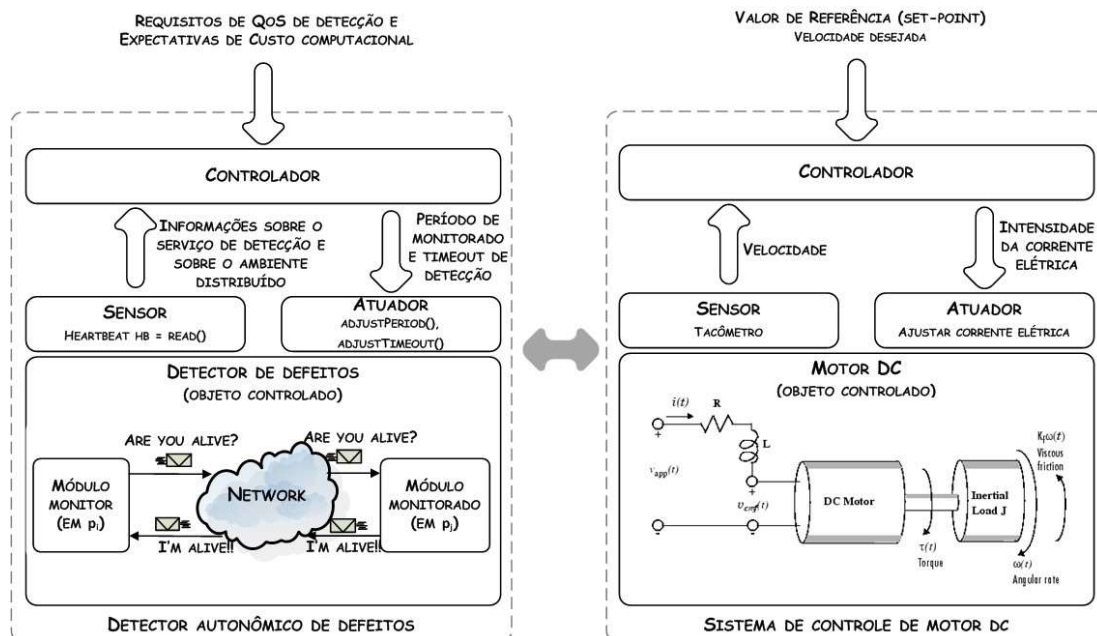 REQUISITOS DE QOS DE DETECÇÃO E
EXPECTATIVAS DE CUSTO COMPUTACIONAL
CONTROLADOR
INFORMAÇÕES SOBRE O
SERVIÇO DE DETECÇÃO E
SOBRE O AMBIENTE
DISTRIBUÍDO
PERÍODO DE
MONITORADO
E TIMEOUT DE
DETECÇÃO
SENSOR
HEARTBEAT HB = READ()
ATUADOR
ADJUSTPERIOD(),
ADJUSTTIMEOUT()
DETECTOR DE DEFEITOS
(OBJETO CONTROLADO)
ARE YOU ALIVE?
ARE YOU ALIVE?
MÓDULO
MONITOR
(EM pi)
NETWORK
MÓDULO
MONITORADO
(EM pj)
I'M ALIVE!!
I'M ALIVE!!
DETECTOR AUTONÔMICO DE DEFEITOS
VALOR DE REFERÊNCIA (SET-POINT)
VELOCIDADE DESEJADA
CONTROLADOR
VELOCIDADE
INTENSIDADE
DA CORRENTE
ELÉTRICA
SENSOR
TACÔMETRO
ATUADOR
AJUSTAR CORRENTE ELÉTRICA
MOTOR DC
(OBJETO CONTROLADO)
i(t)
R
L
+
vapp(t)
+
vemf(t)
DC Motor
Inertial
Load J
Kfω(t)
Viscous
friction
τ(t)
Torque
ω(t)
Angular rate
SISTEMA DE CONTROLE DE MOTOR DC